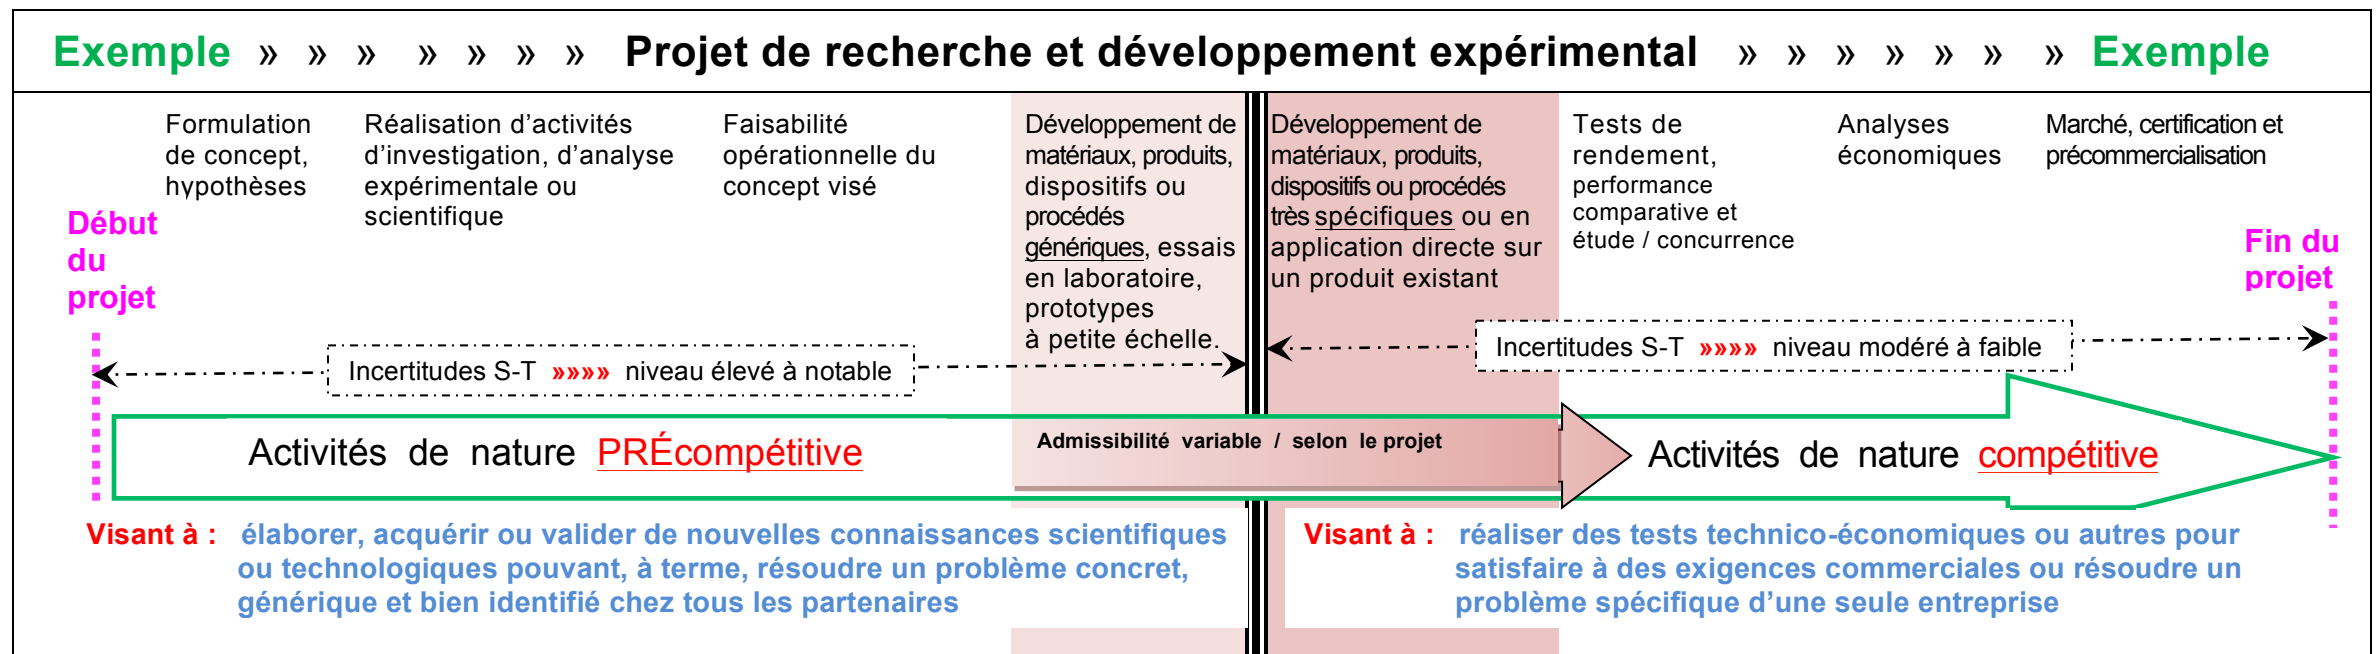 Exemple » » » » » » » Projet de recherche et développement expérimental » » » » » » » Exemple
Formulation
de concept,
hypothèses
Réalisation d’activités
d’investigation, d’analyse
expérimentale ou
scientifique
Faisabilité
opérationnelle du
concept visé
Développement de
matériaux, produits,
dispositifs ou
procédés
génériques, essais
en laboratoire,
prototypes
à petite échelle.
Développement de
matériaux, produits,
dispositifs ou procédés
très spécifiques ou en
application directe sur
un produit existant
Tests de
rendement,
performance
comparative et
étude / concurrence
Analyses
économiques
Marché, certification et
précommercialisation
Début
du
projet
Fin du
projet
Incertitudes S-T »»»» niveau élevé à notable
Incertitudes S-T »»»» niveau modéré à faible
Activités de nature PRÉcompétitive
Admissibilité variable / selon le projet
Activités de nature compétitive
Visant à : élaborer, acquérir ou valider de nouvelles connaissances scientifiques
ou technologiques pouvant, à terme, résoudre un problème concret,
générique et bien identifié chez tous les partenaires
Visant à : réaliser des tests technico-économiques ou autres pour
satisfaire à des exigences commerciales ou résoudre un
problème spécifique d’une seule entreprise